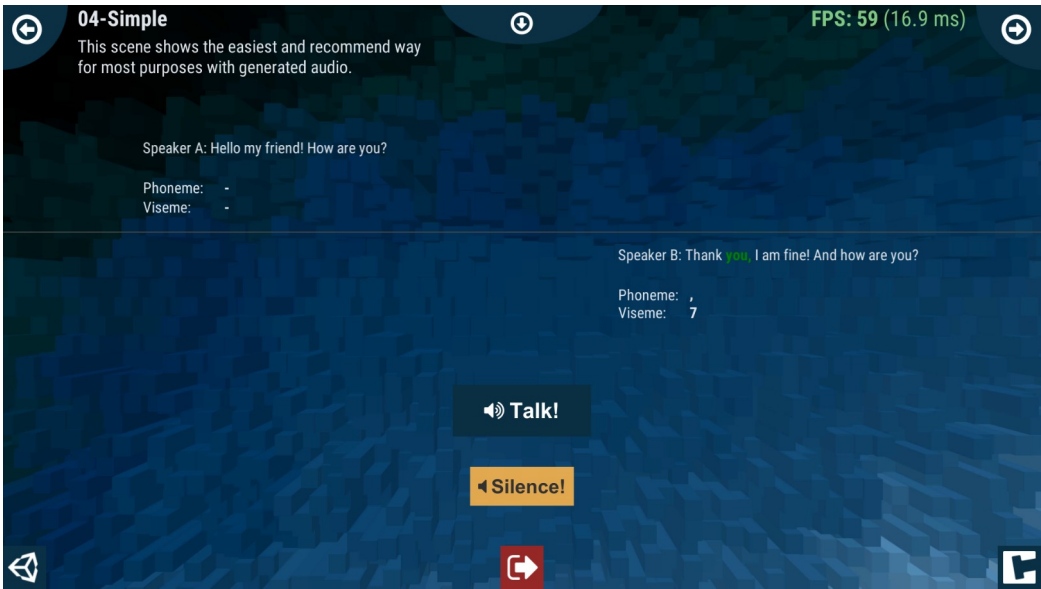 04-Simple
FPS: 59 (16.9 ms)
This scene shows the easiest and recommend way
for most purposes with generated audio.
Speaker A: Hello my friend! How are you?
Phoneme: -
Viseme: -
Speaker B: Thank you, I am fine! And how are you?
Phoneme: ,
Viseme: 7
Talk!
Silence!